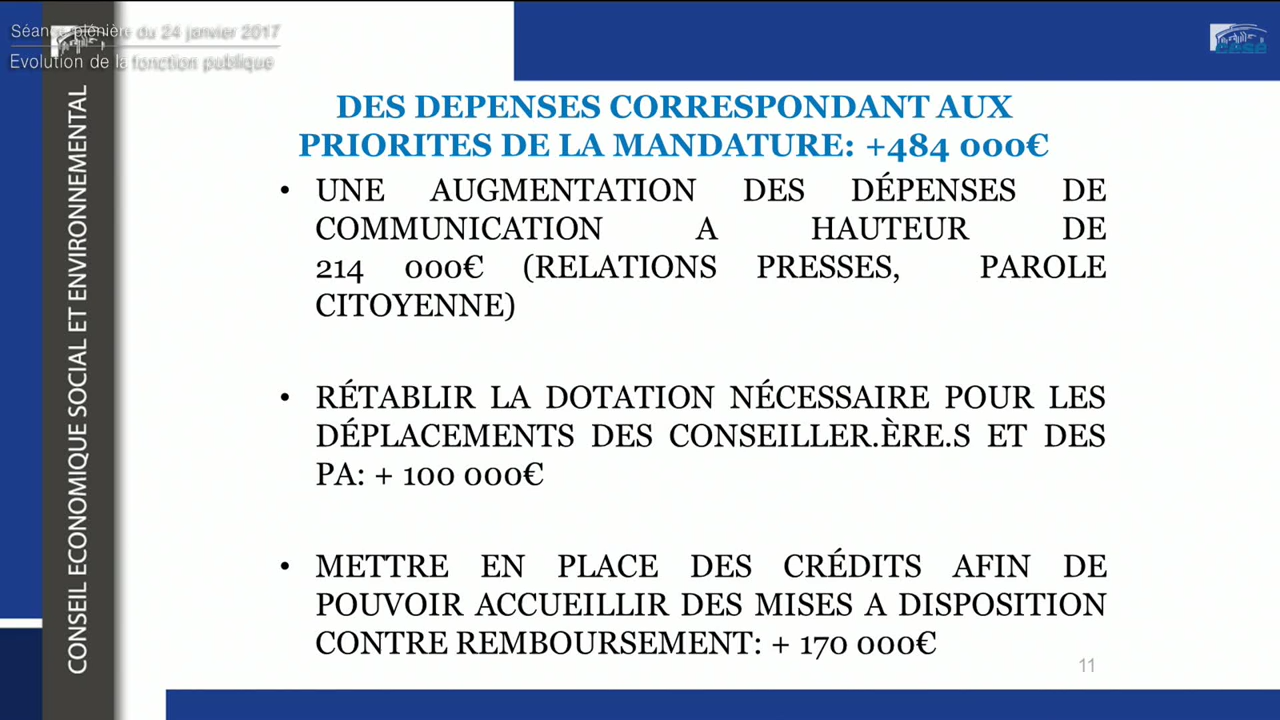 Séance plénière du 24 janvier 2017
Evolution de la fonction publique
cese
CONSEIL ECONOMIQUE SOCIAL ET ENVIRONNEMENTAL
DES DEPENSES CORRESPONDANT AUX
PRIORITES DE LA MANDATURE: +484 000€
• UNE AUGMENTATION DES DÉPENSES DE
COMMUNICATION A HAUTEUR DE
214 000€ (RELATIONS PRESSES, PAROLE
CITOYENNE)
• RÉTABLIR LA DOTATION NÉCESSAIRE POUR LES
DÉPLACEMENTS DES CONSEILLER.ÈRE.S ET DES
PA: + 100 000€
• METTRE EN PLACE DES CRÉDITS AFIN DE
POUVOIR ACCUEILLIR DES MISES A DISPOSITION
CONTRE REMBOURSEMENT: + 170 000€
11